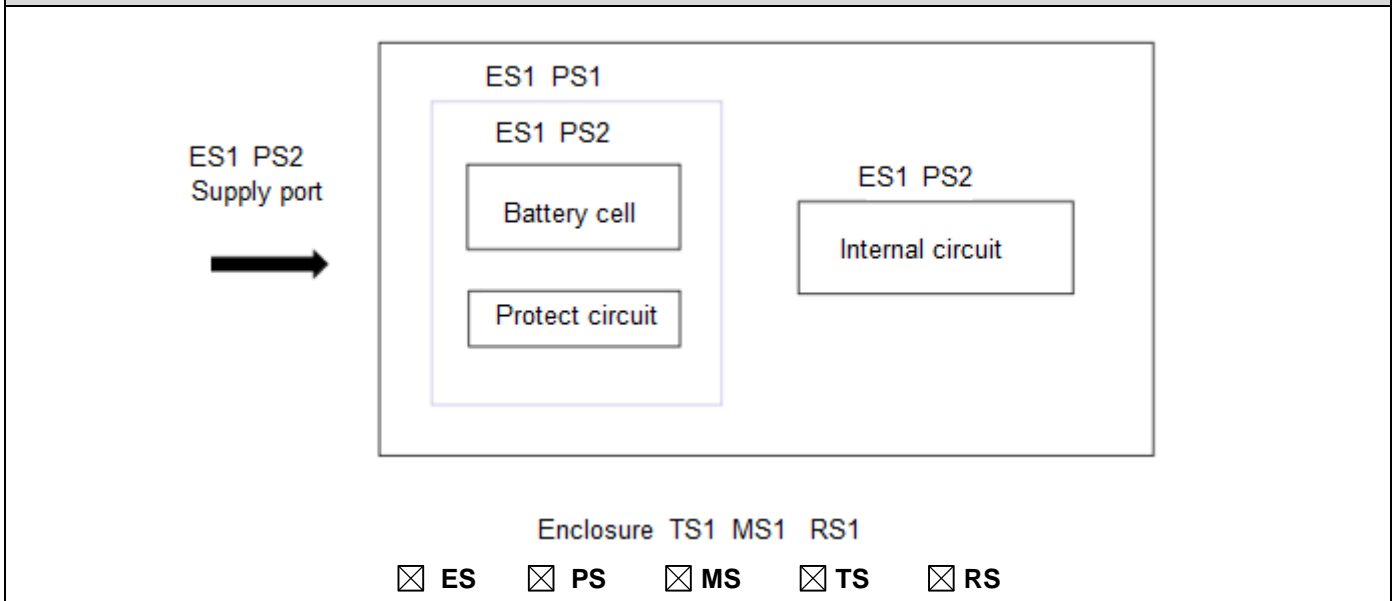 ES1 PS1
ES1 PS2
ES1 PS2
Supply port
Battery cell
ES1 PS2
Internal circuit
Protect circuit
Enclosure TS1 MS1 RS1
☒ ES ☒ PS ☒ MS ☒ TS ☒ RS